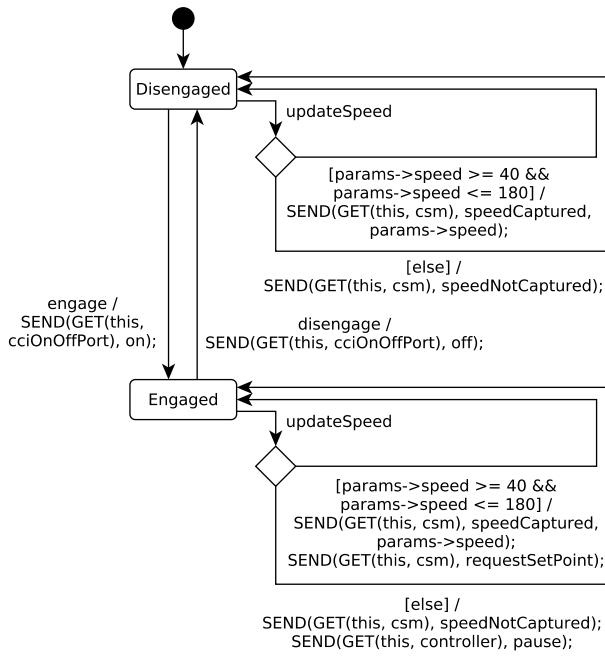 Disengaged
updateSpeed
[params->speed >= 40 &&
params->speed <= 180] /
SEND(GET(this, csm), speedCaptured,
params->speed);
[else] /
SEND(GET(this, csm), speedNotCaptured);
engage /
SEND(GET(this,
cciOnOffPort), on);
disengage /
SEND(GET(this, cciOnOffPort), off);
Engaged
updateSpeed
[params->speed >= 40 &&
params->speed <= 180] /
SEND(GET(this, csm), speedCaptured,
params->speed);
SEND(GET(this, csm), requestSetPoint);
[else] /
SEND(GET(this, csm), speedNotCaptured);
SEND(GET(this, controller), pause);